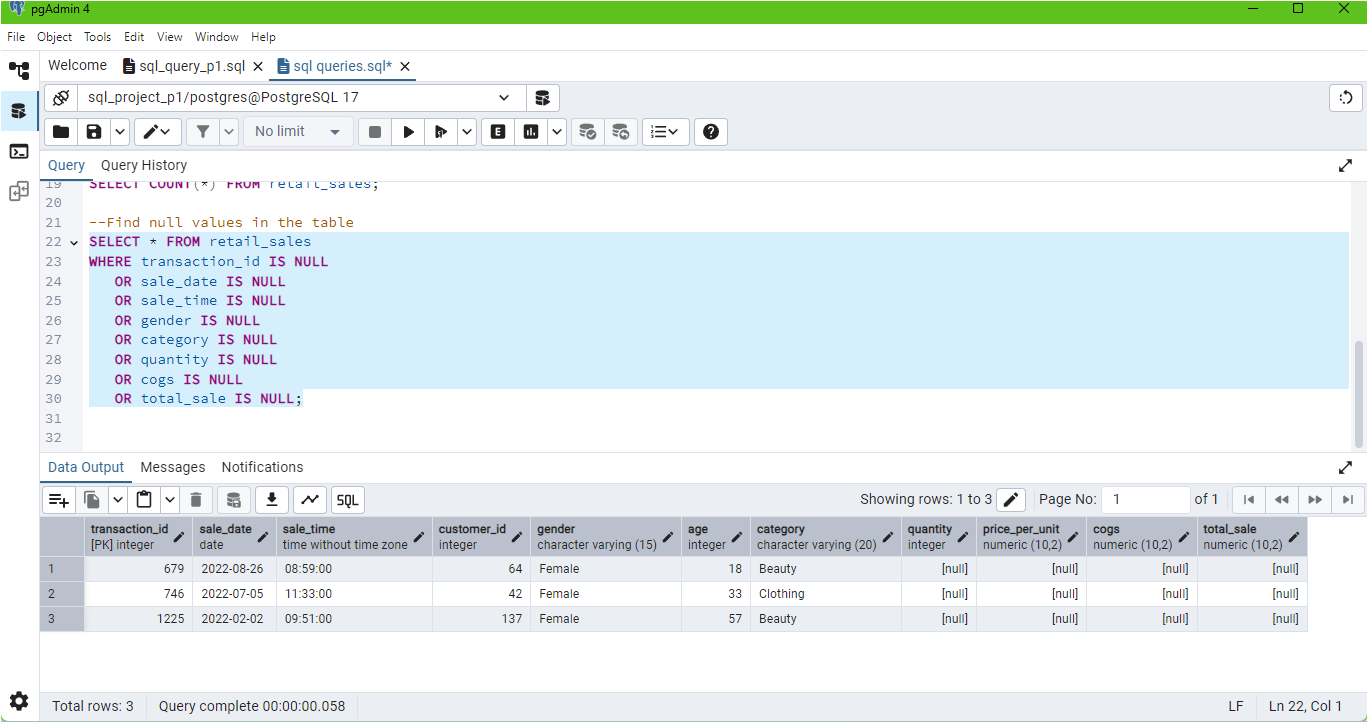 pgAdmin 4
File Object Tools Edit View Window Help
Welcome sql_query_p1.sql sql queries.sql*
sql_project_p1/postgres@PostgreSQL 17
No limit E
Query Query History
19 SELECT COUNT(*) FROM retail_sales;
20
21 --Find null values in the table
22 SELECT * FROM retail_sales
23 WHERE transaction_id IS NULL
24 OR sale_date IS NULL
25 OR sale_time IS NULL
26 OR gender IS NULL
27 OR category IS NULL
28 OR quantity IS NULL
29 OR cogs IS NULL
30 OR total_sale IS NULL;
31
32
Data Output Messages Notifications
SQL Showing rows: 1 to 3 Page No: 1 of 1
transaction_id sale_date sale_time customer_id gender age category quantity price_per_unit cogs total_sale
[PK] integer date time without time zone integer character varying (15) integer character varying (20) integer numeric (10,2) numeric (10,2) numeric (10,2)
1 679 2022-08-26 08:59:00 64 Female 18 Beauty [null] [null] [null] [null]
2 746 2022-07-05 11:33:00 42 Female 33 Clothing [null] [null] [null] [null]
3 1225 2022-02-02 09:51:00 137 Female 57 Beauty [null] [null] [null] [null]
Total rows: 3 Query complete 00:00:00.058 LF Ln 22, Col 1